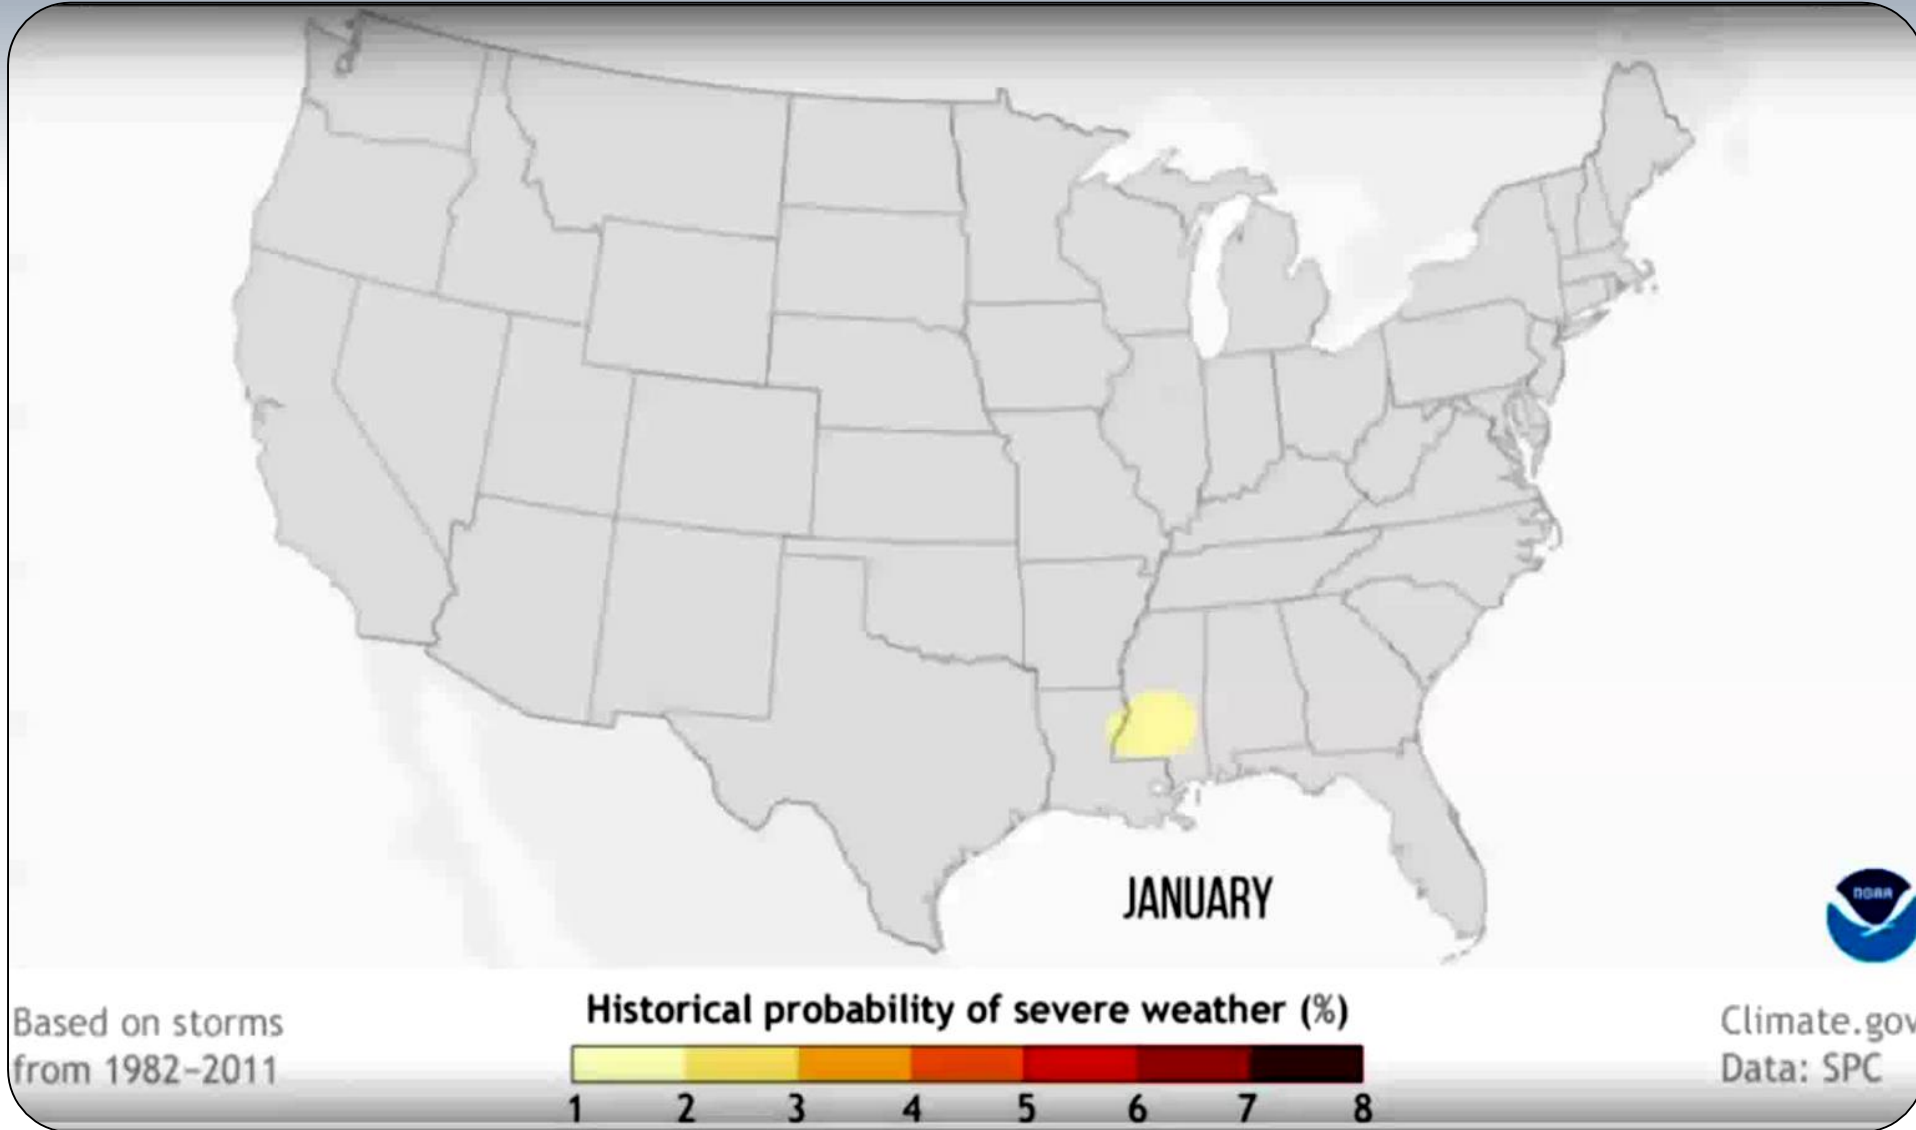 JANUARY
noaa
Historical probability of severe weather (%)
1 2 3 4 5 6 7 8
Based on storms
from 1982–2011
Climate.gov
Data: SPC